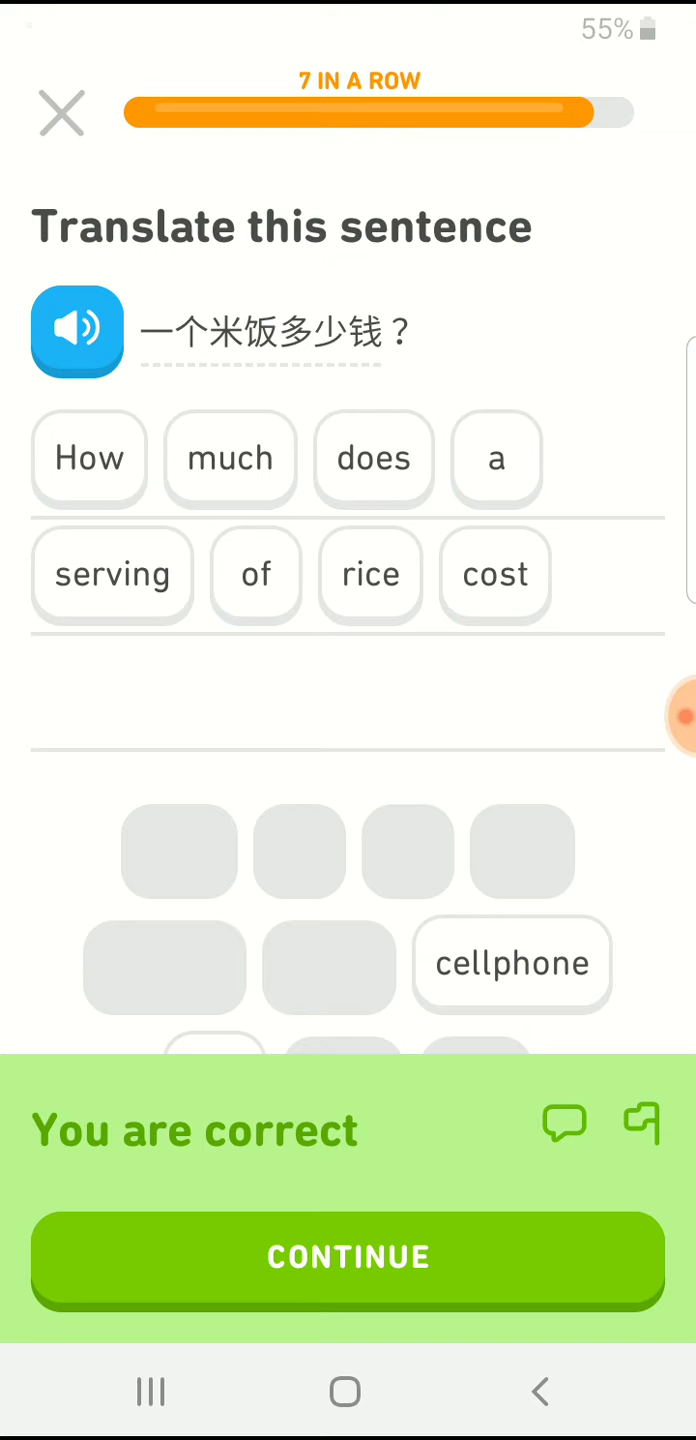 55%
7 IN A ROW
Translate this sentence
一个米饭多少钱？
How much does a
serving of rice cost
cellphone
You are correct
CONTINUE